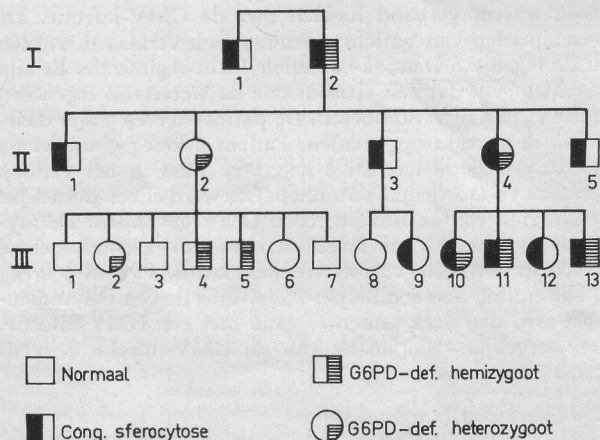 I
1 2
II
1 2 3 4 5
III
1 2 3 4 5 6 7 8 9 10 11 12 13
Normaal G6PD-def. hemizygoot
Cong. sferocytose G6PD-def. heterozygoot